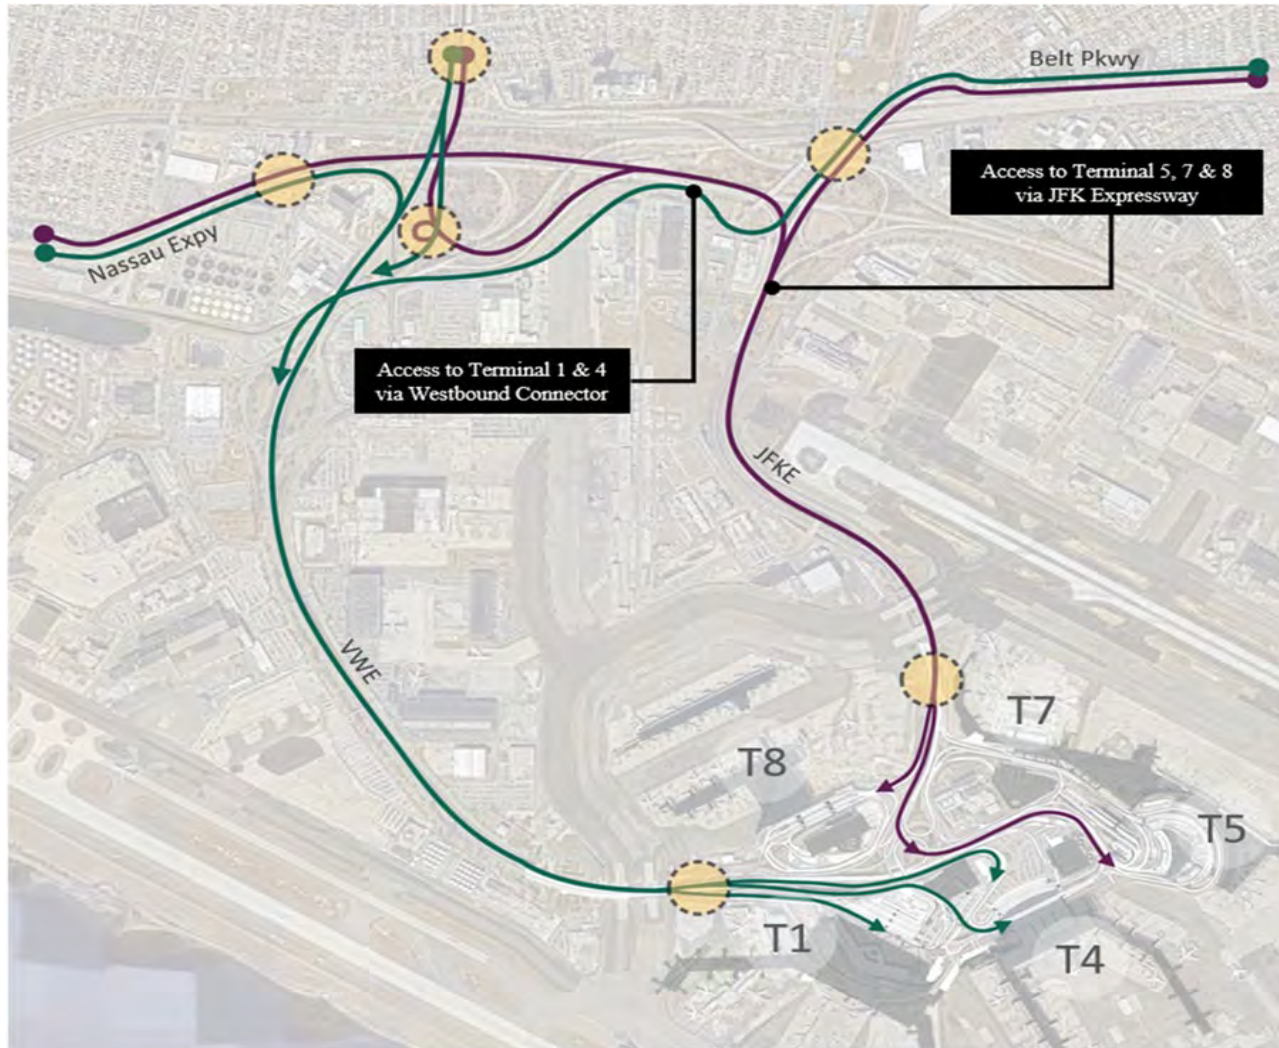 Belt Pkwy
Access to Terminal 5, 7 & 8
via JFK Expressway
Nassau Expy
Access to Terminal 1 & 4
via Westbound Connector
JFKE
VWE
T7
T8
T5
T1
T4